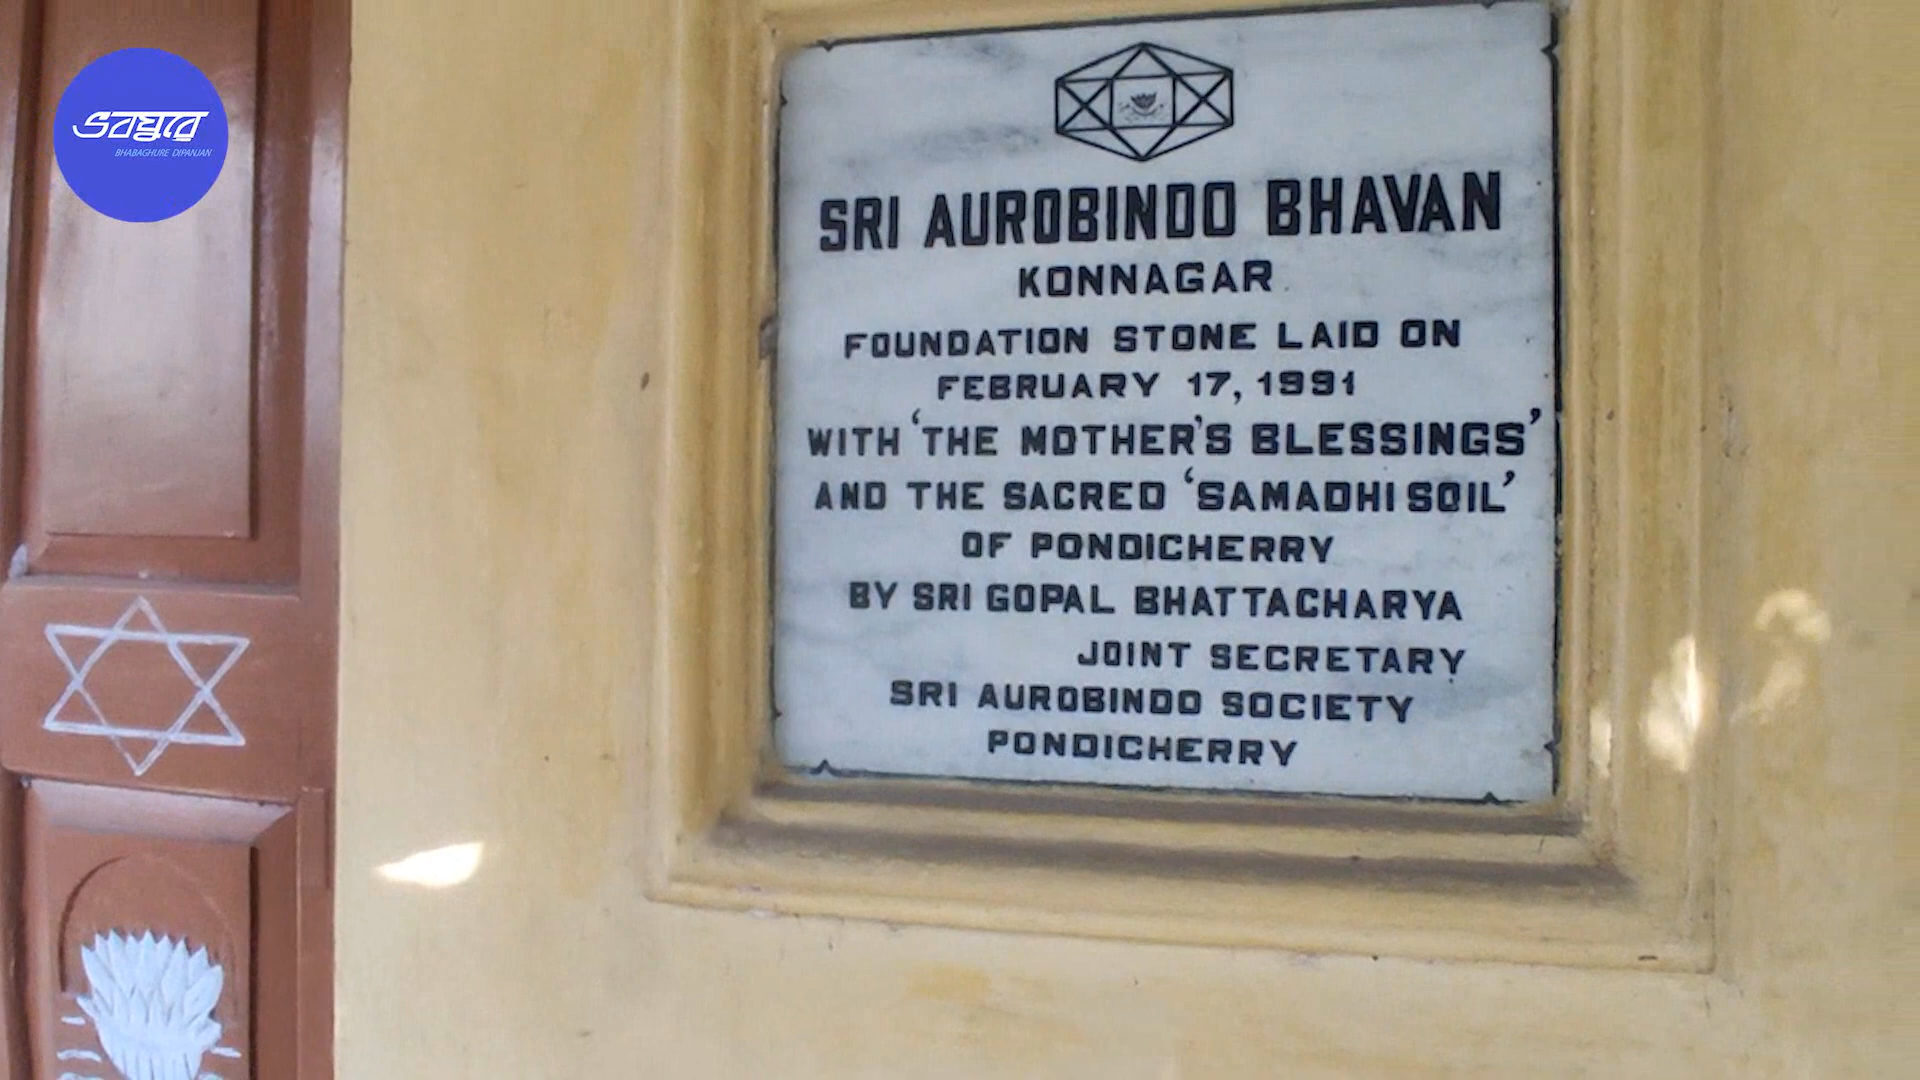 ভবঘুরে
BHABAGHURE DIPANJAN
SRI AUROBINDO BHAVAN
KONNAGAR
FOUNDATION STONE LAID ON
FEBRUARY 17, 1991
WITH 'THE MOTHER'S BLESSINGS'
AND THE SACRED 'SAMADHI SOIL'
OF PONDICHERRY
BY SRI GOPAL BHATTACHARYA
JOINT SECRETARY
SRI AUROBINDO SOCIETY
PONDICHERRY